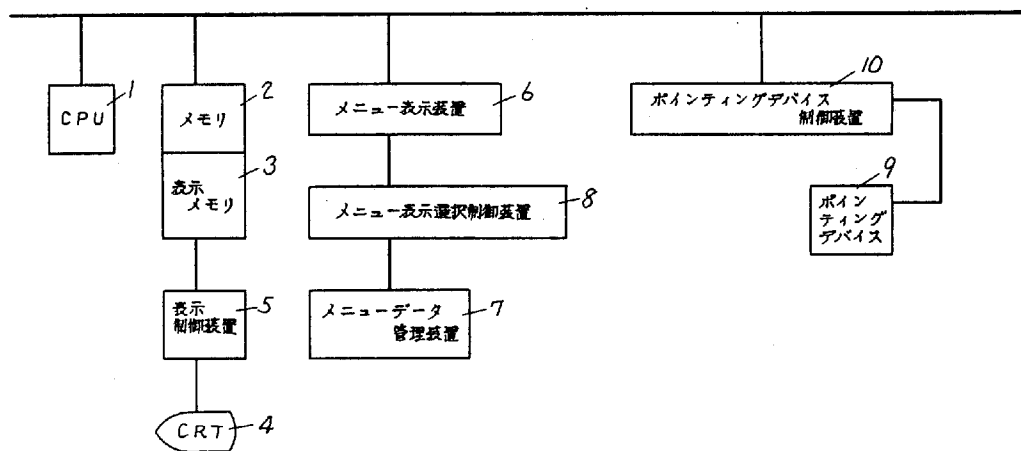 1
CPU
2
メモリ
3
表示
メモリ
5
表示
制御装置
4
CRT
6
メニュー表示装置
8
メニュー表示選択制御装置
7
メニューデータ
管理装置
10
ポインティングデバイス
制御装置
9
ポイン
ティング
デバイス